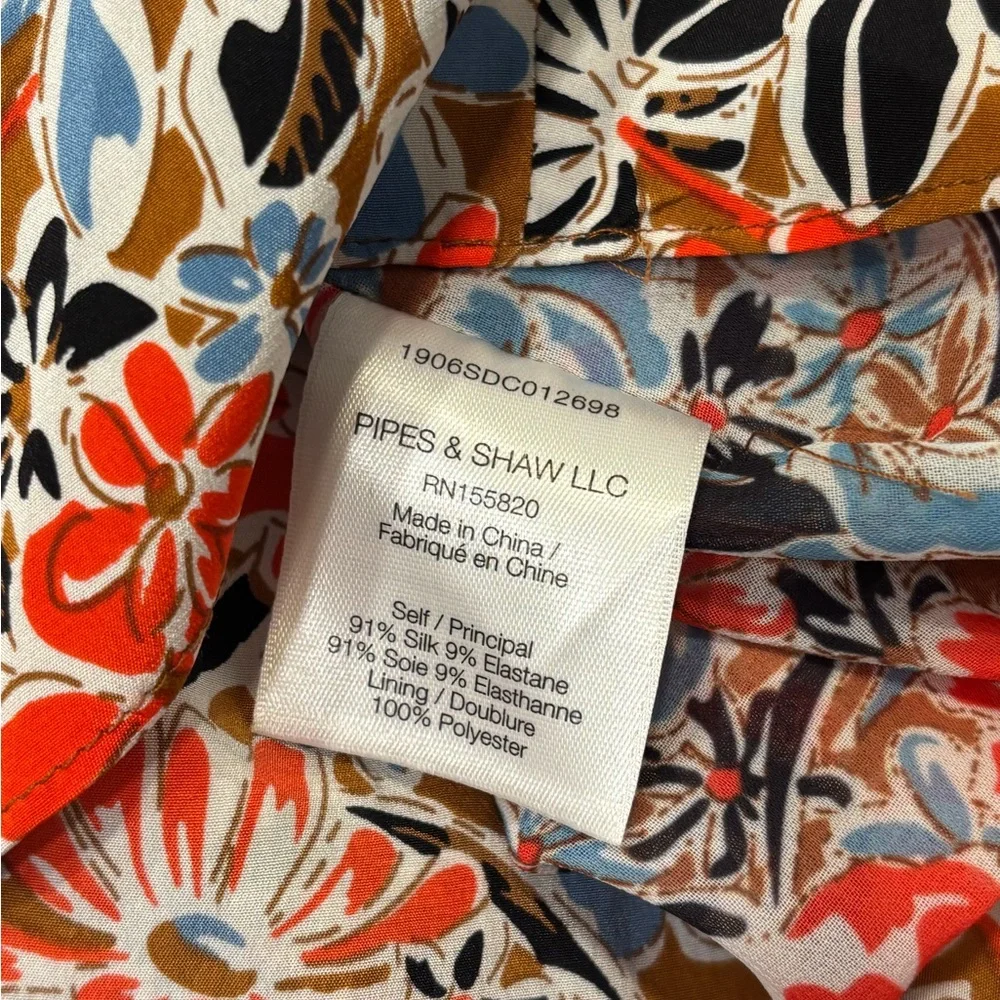 1906SDC012698
PIPES & SHAW LLC
RN155820
Made in China /
Fabriqué en Chine
Self / Principal
91% Silk 9% Elastane
91% Soie 9% Elasthanne
Lining / Doublure
100% Polyester